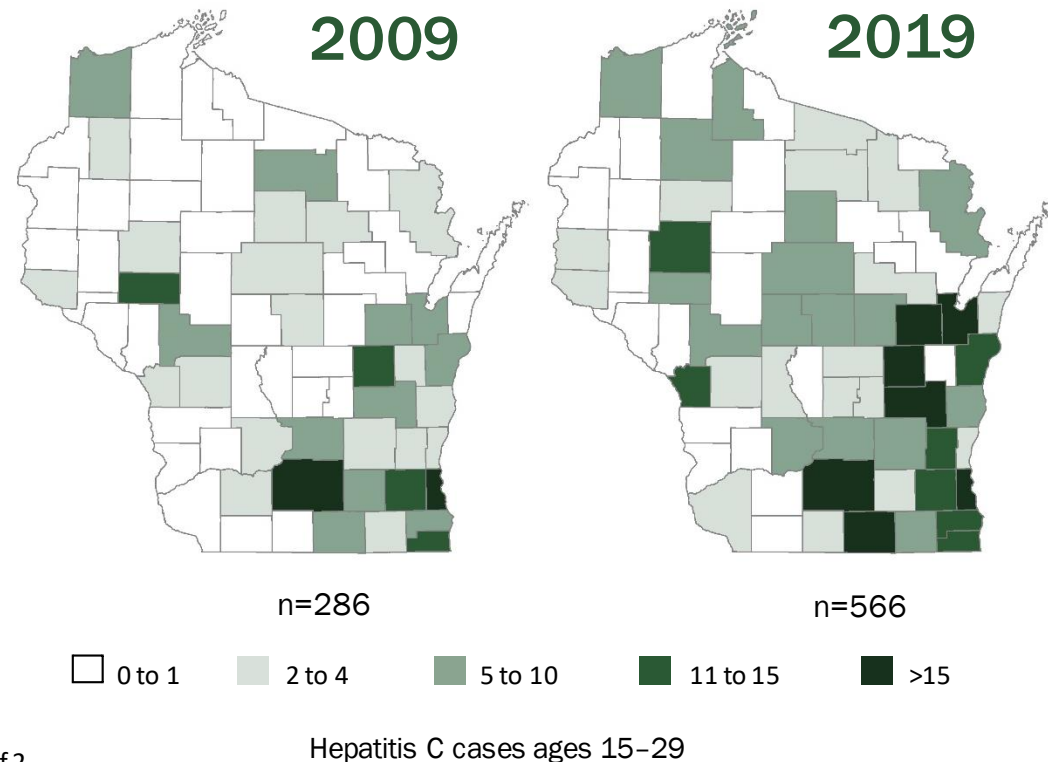 2009 2019
n=286 n=566
0 to 1 2 to 4 5 to 10 11 to 15 >15
Hepatitis C cases ages 15–29